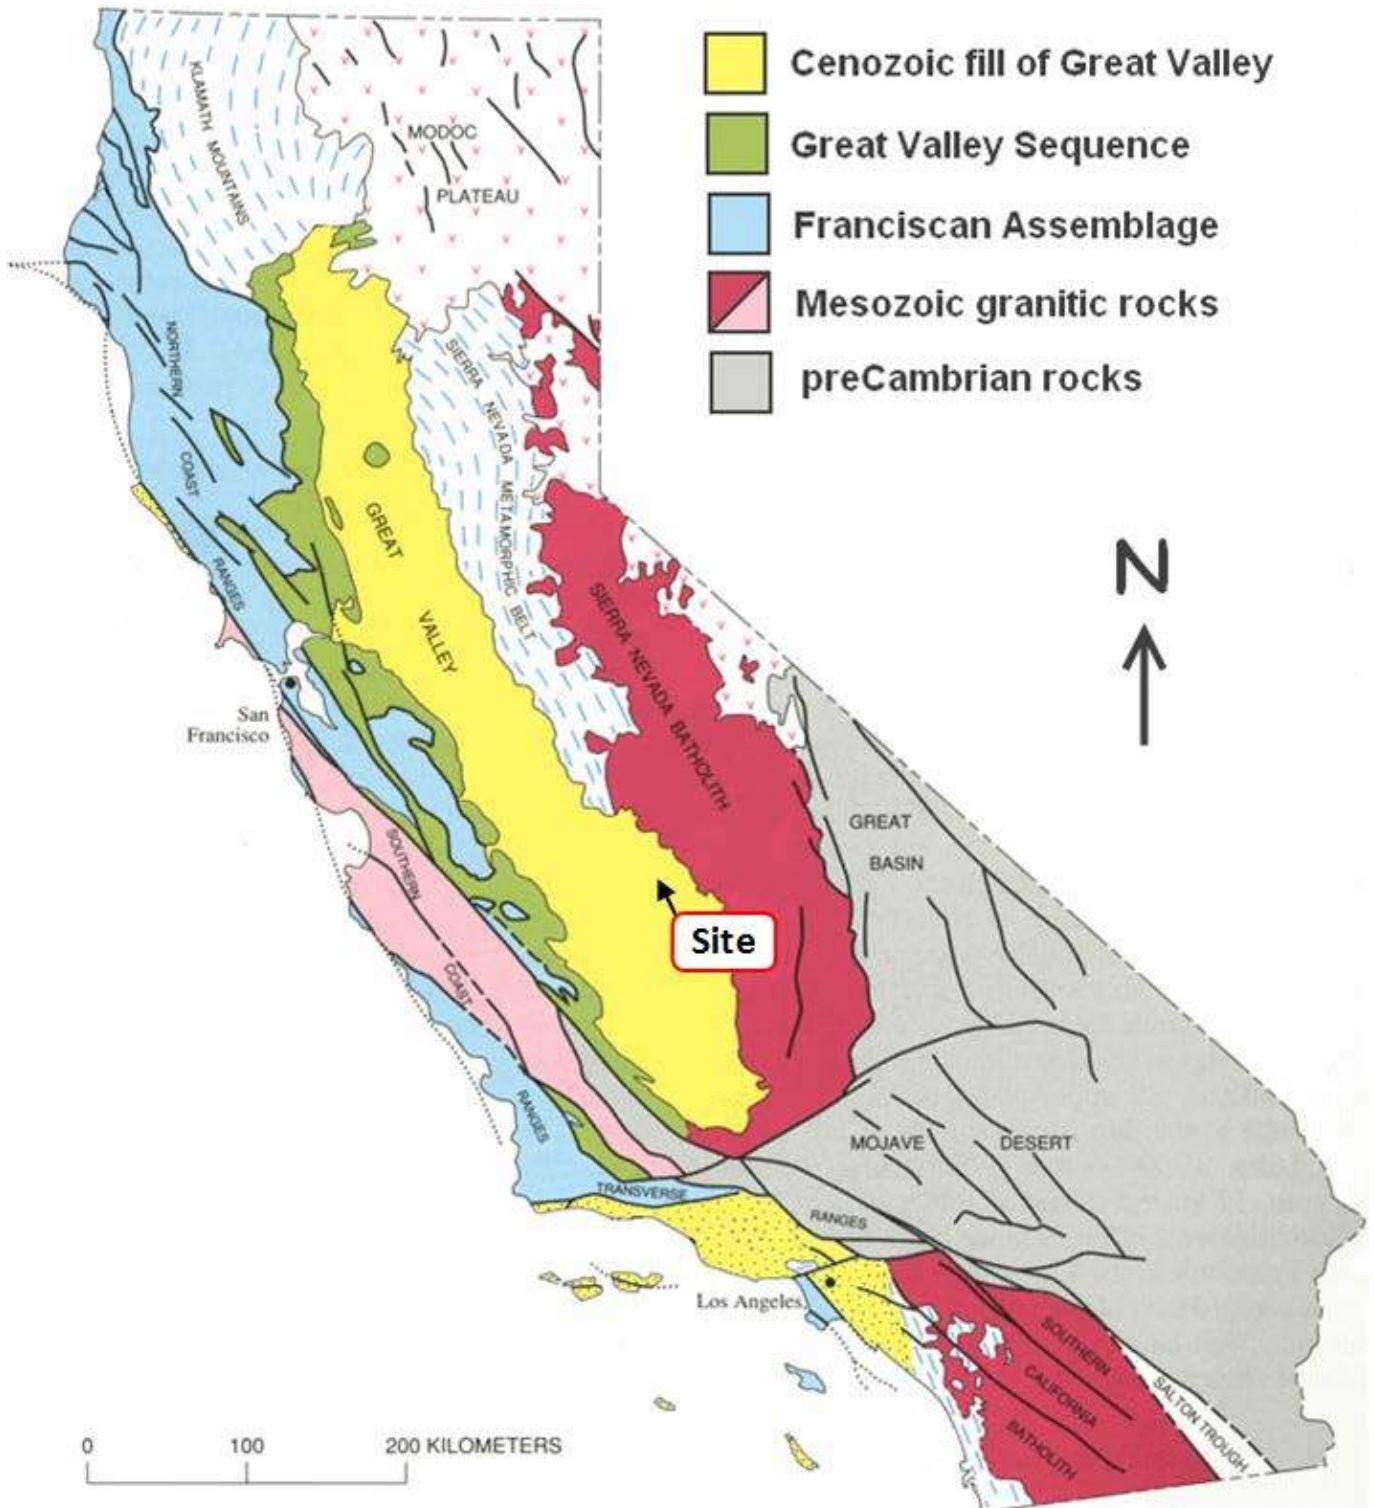 Cenozoic fill of Great Valley
Great Valley Sequence
Franciscan Assemblage
Mesozoic granitic rocks
preCambrian rocks
N
KLAMATH MOUNTAINS
MODOC
PLATEAU
NORTHERN
COAST
RANGES
SIERRA NEVADA METAMORPHIC BELT
GREAT
VALLEY
SIERRA NEVADA BATHOLITH
San
Francisco
GREAT
BASIN
SOUTHERN
COAST
RANGES
Site
MOJAVE DESERT
TRANSVERSE
RANGES
Los Angeles
SOUTHERN
CALIFORNIA
BATHOLITH
SALTON TROUGH
0 100 200 KILOMETERS